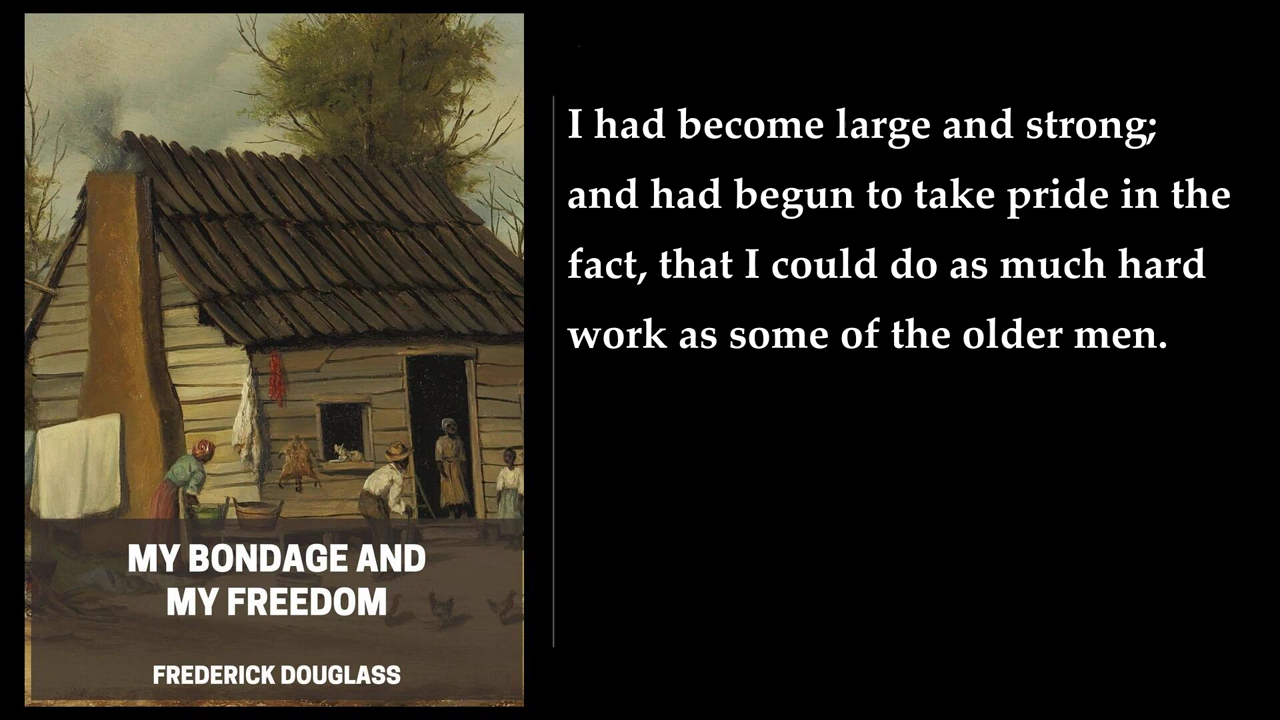 I had become large and strong;
and had begun to take pride in the
fact, that I could do as much hard
work as some of the older men.
MY BONDAGE AND
MY FREEDOM
FREDERICK DOUGLASS